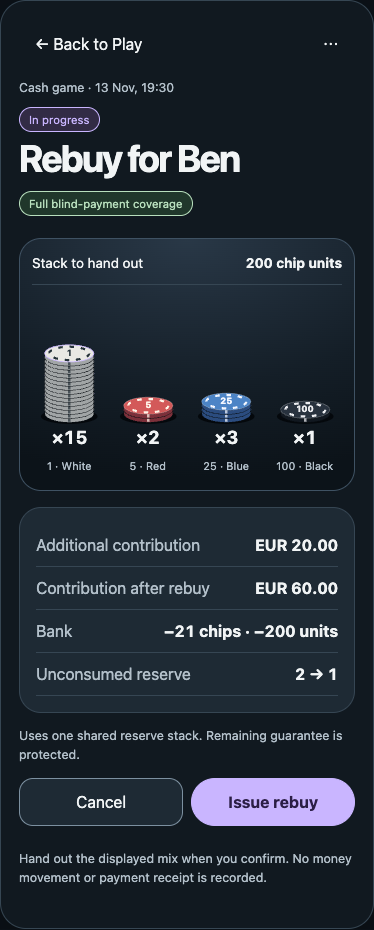 ← Back to Play ···
Cash game · 13 Nov, 19:30
In progress
Rebuy for Ben
Full blind-payment coverage
Stack to hand out 200 chip units
1 5 25 100
×15 ×2 ×3 ×1
1 · White 5 · Red 25 · Blue 100 · Black
Additional contribution EUR 20.00
Contribution after rebuy EUR 60.00
Bank −21 chips · −200 units
Unconsumed reserve 2 → 1
Uses one shared reserve stack. Remaining guarantee is
protected.
Cancel Issue rebuy
Hand out the displayed mix when you confirm. No money
movement or payment receipt is recorded.